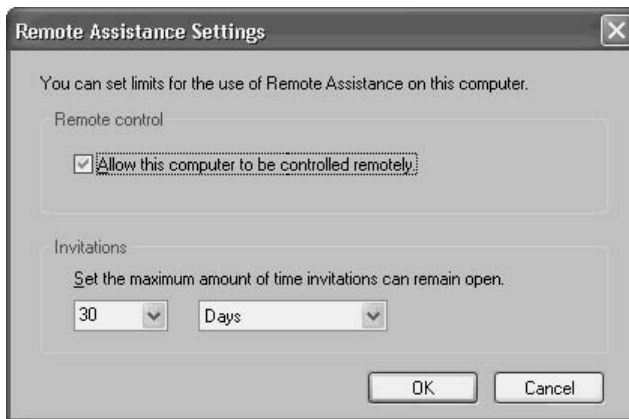 Remote Assistance Settings
You can set limits for the use of Remote Assistance on this computer.
Remote control
Allow this computer to be controlled remotely.
Invitations
Set the maximum amount of time invitations can remain open.
30 Days
OK Cancel